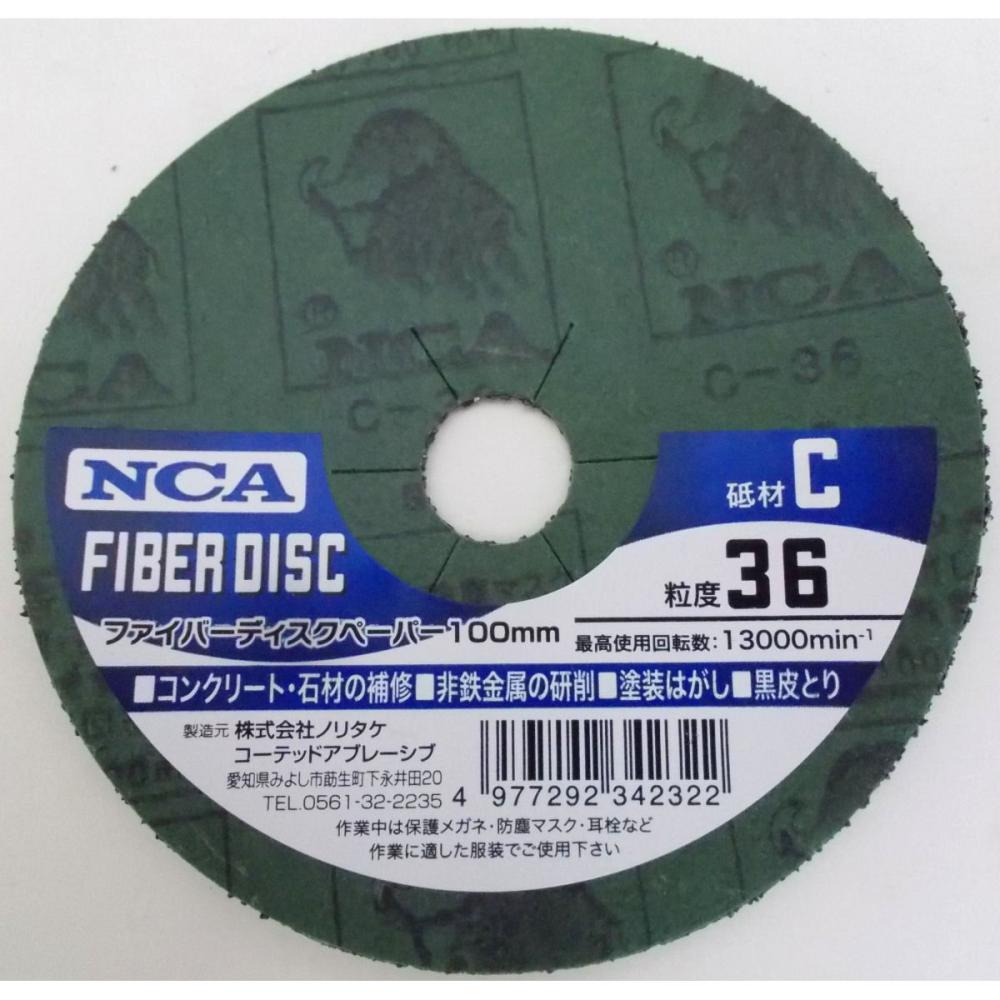 NCA
NCA
C-36
CA
NCA
FIBER DISC
ファイバーディスクペーパー100mm
砥材 C
粒度 36
最高使用回転数:13000min-1
■コンクリート・石材の補修■非鉄金属の研削■塗装はがし■黒皮とり
製造元 株式会社ノリタケ
コーテッドアブレーシブ
愛知県みよし市莇生町下永井田20
TEL.0561-32-2235
4 977292 342322
作業中は保護メガネ・防塵マスク・耳栓など
作業に適した服装でご使用下さい